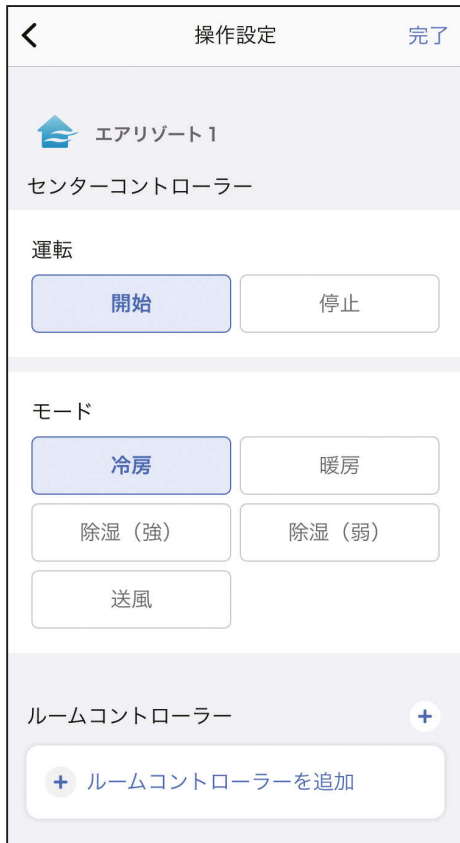 操作設定 完了
エアリゾート1
センターコントローラー
運転
開始 停止
モード
冷房 暖房
除湿（強） 除湿（弱）
送風
ルームコントローラー +
+ ルームコントローラーを追加